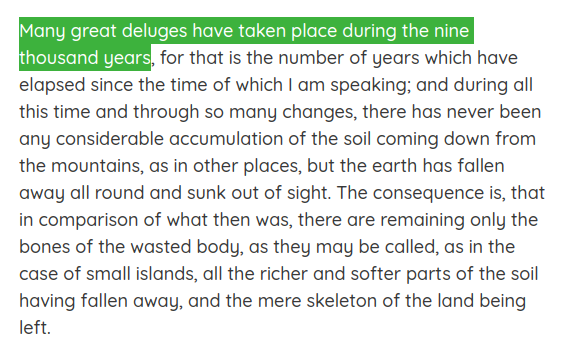 Many great deluges have taken place during the nine
thousand years, for that is the number of years which have
elapsed since the time of which I am speaking; and during all
this time and through so many changes, there has never been
any considerable accumulation of the soil coming down from
the mountains, as in other places, but the earth has fallen
away all round and sunk out of sight. The consequence is, that
in comparison of what then was, there are remaining only the
bones of the wasted body, as they may be called, as in the
case of small islands, all the richer and softer parts of the soil
having fallen away, and the mere skeleton of the land being
left.